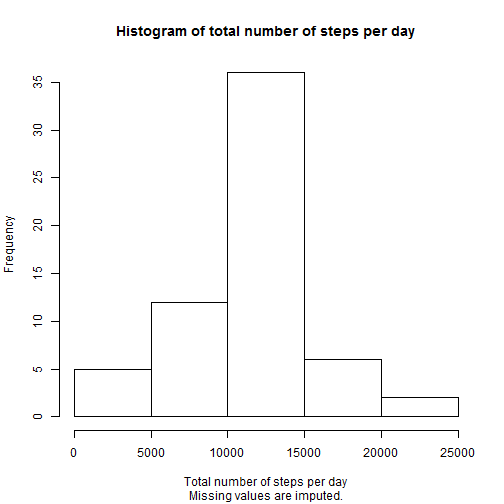 Histogram of total number of steps per day
Frequency
35
30
25
20
15
10
5
0
0 5000 10000 15000 20000 25000
Total number of steps per day
Missing values are imputed.